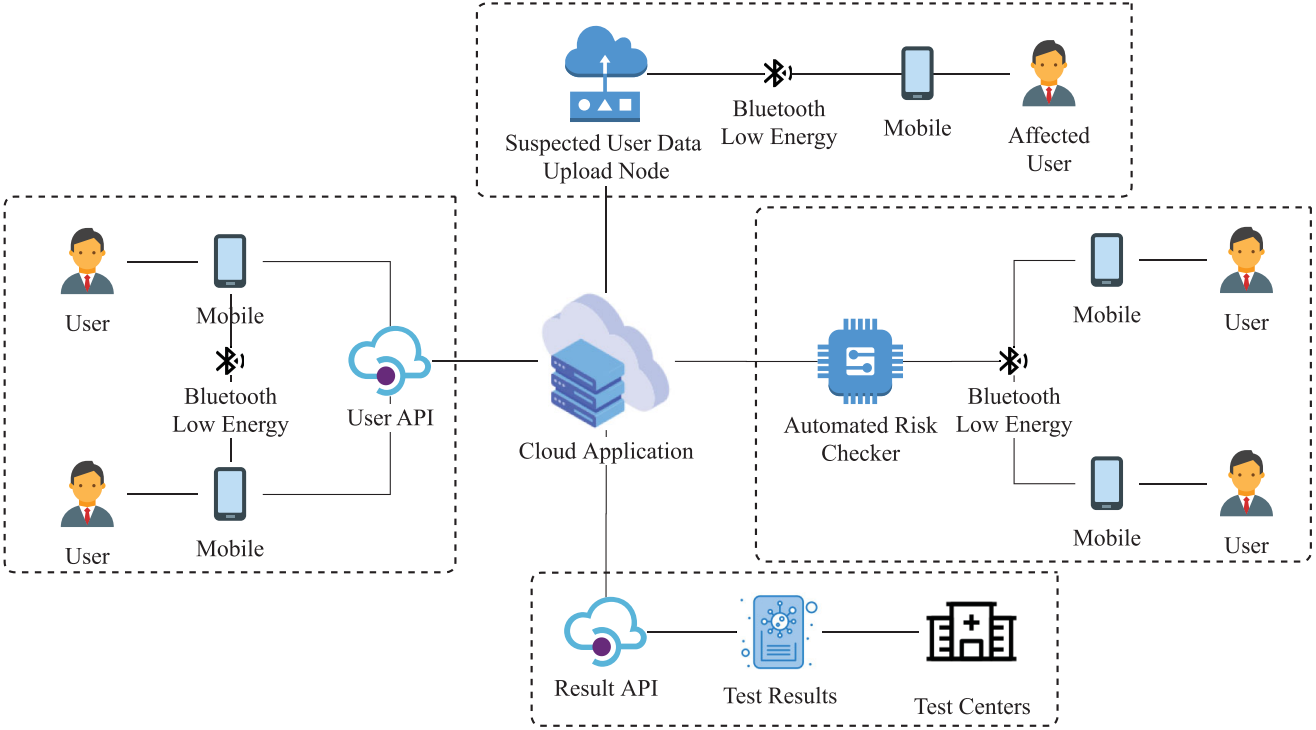 Suspected User Data
Upload Node
Bluetooth
Low Energy
Mobile
Affected
User
User
Mobile
Bluetooth
Low Energy
User API
User
Mobile
Cloud Application
Automated Risk
Checker
Bluetooth
Low Energy
Mobile
User
Mobile
User
Result API
Test Results
Test Centers